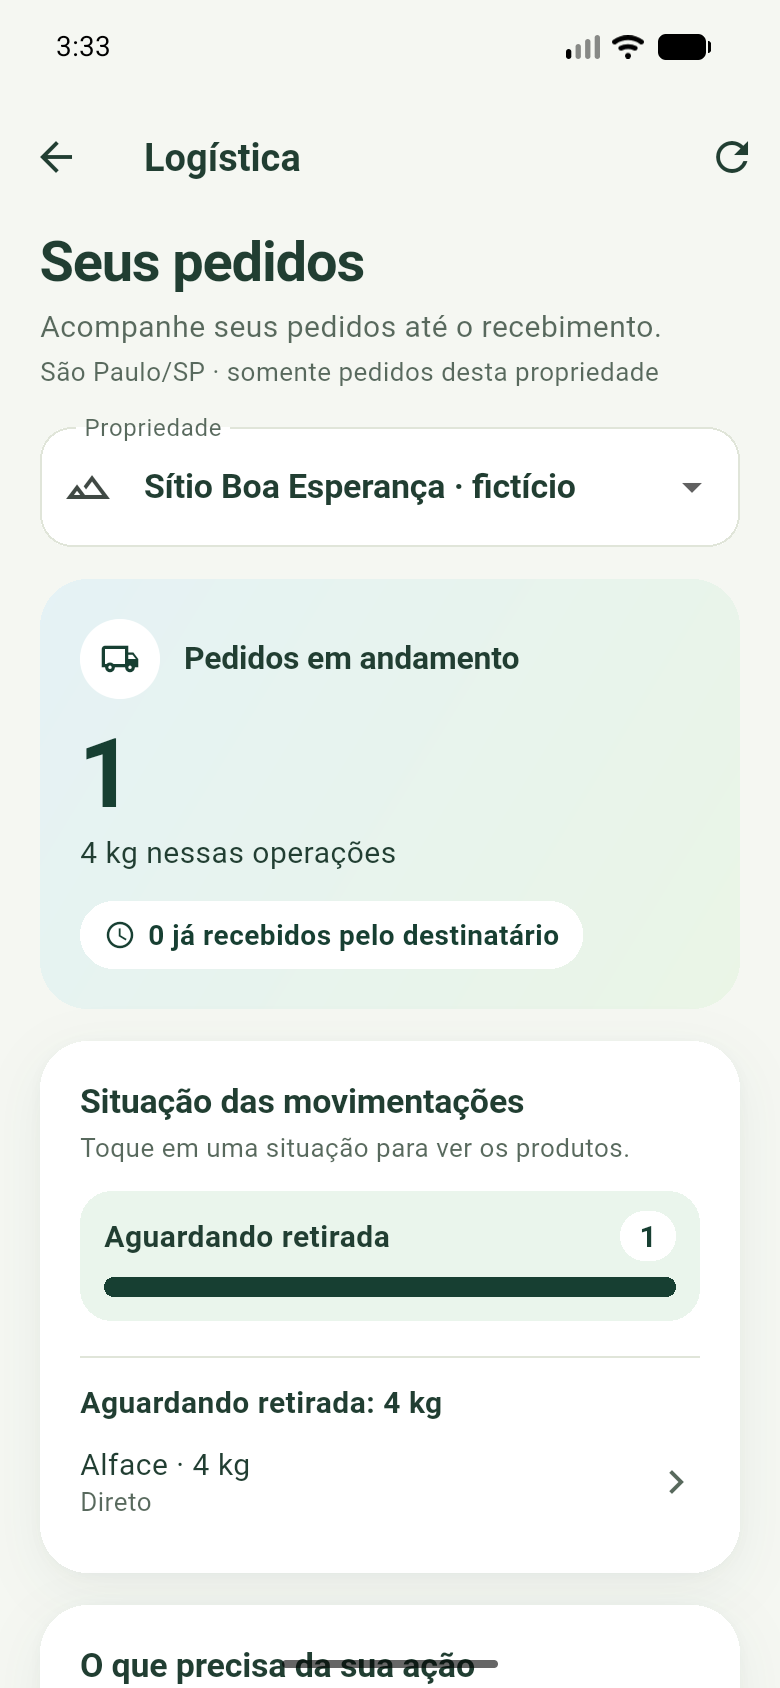 3:33
Logística
Seus pedidos
Acompanhe seus pedidos até o recebimento.
São Paulo/SP · somente pedidos desta propriedade
Propriedade
Sítio Boa Esperança · fictício
Pedidos em andamento
1
4 kg nessas operações
0 já recebidos pelo destinatário
Situação das movimentações
Toque em uma situação para ver os produtos.
Aguardando retirada 1
Aguardando retirada: 4 kg
Alface · 4 kg
Direto
O que precisa da sua ação